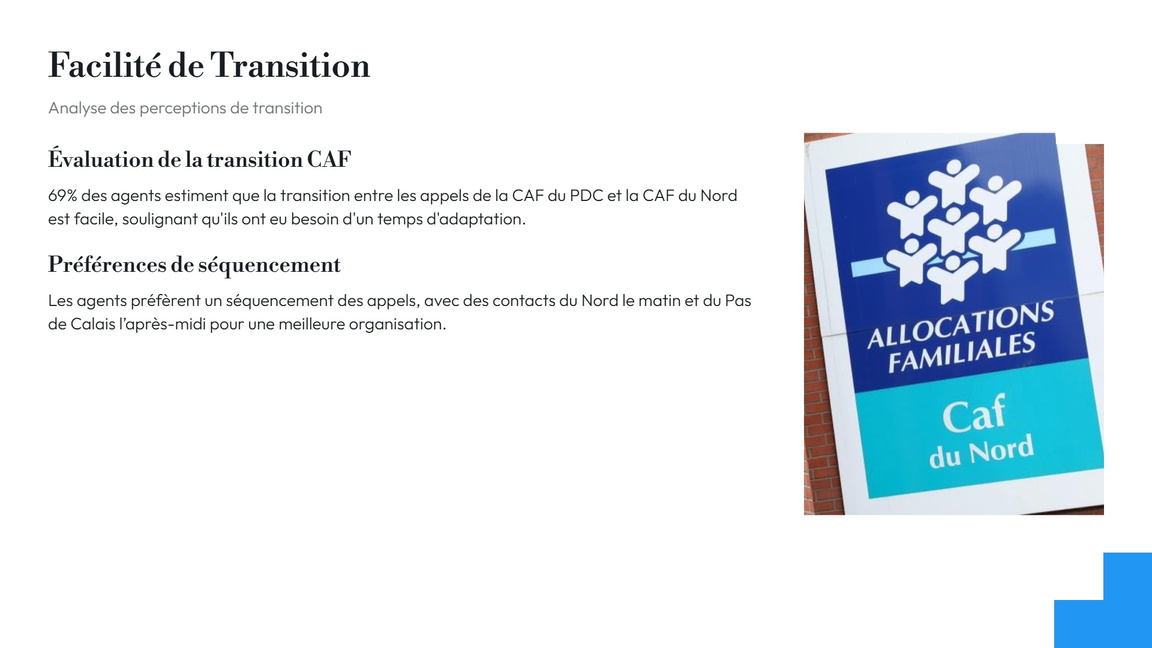 Facilité de Transition
Analyse des perceptions de transition
Évaluation de la transition CAF
69% des agents estiment que la transition entre les appels de la CAF du PDC et la CAF du Nord
est facile, soulignant qu'ils ont eu besoin d'un temps d'adaptation.
Préférences de séquencement
Les agents préfèrent un séquencement des appels, avec des contacts du Nord le matin et du Pas
de Calais l’après-midi pour une meilleure organisation.
ALLOCATIONS
FAMILIALES
Caf
du Nord